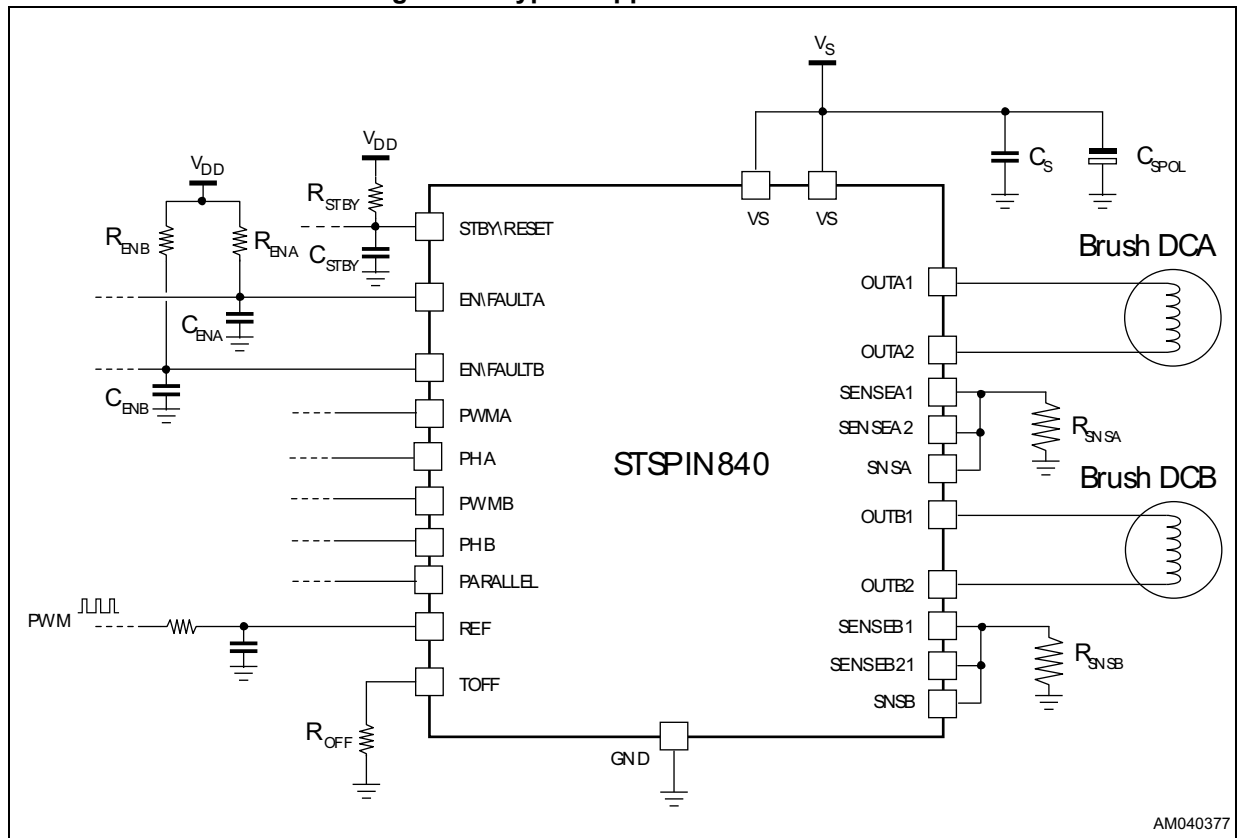 V_S
V_DD
V_DD
R_STBY
R_ENB
R_ENA
C_STBY
C_ENA
C_ENB
C_S
C_SPOL
VS
VS
STBY\RESET
EN\FAULTA
EN\FAULTB
PWMA
PHA
PWMB
PHB
PARALLEL
PWM
REF
TOFF
R_OFF
GND
STSPIN840
OUTA1
OUTA2
SENSEA1
SENSEA2
SNSA
OUTB1
OUTB2
SENSEB1
SENSEB21
SNSB
Brush DCA
R_SNSA
Brush DCB
R_SNSB
AM040377